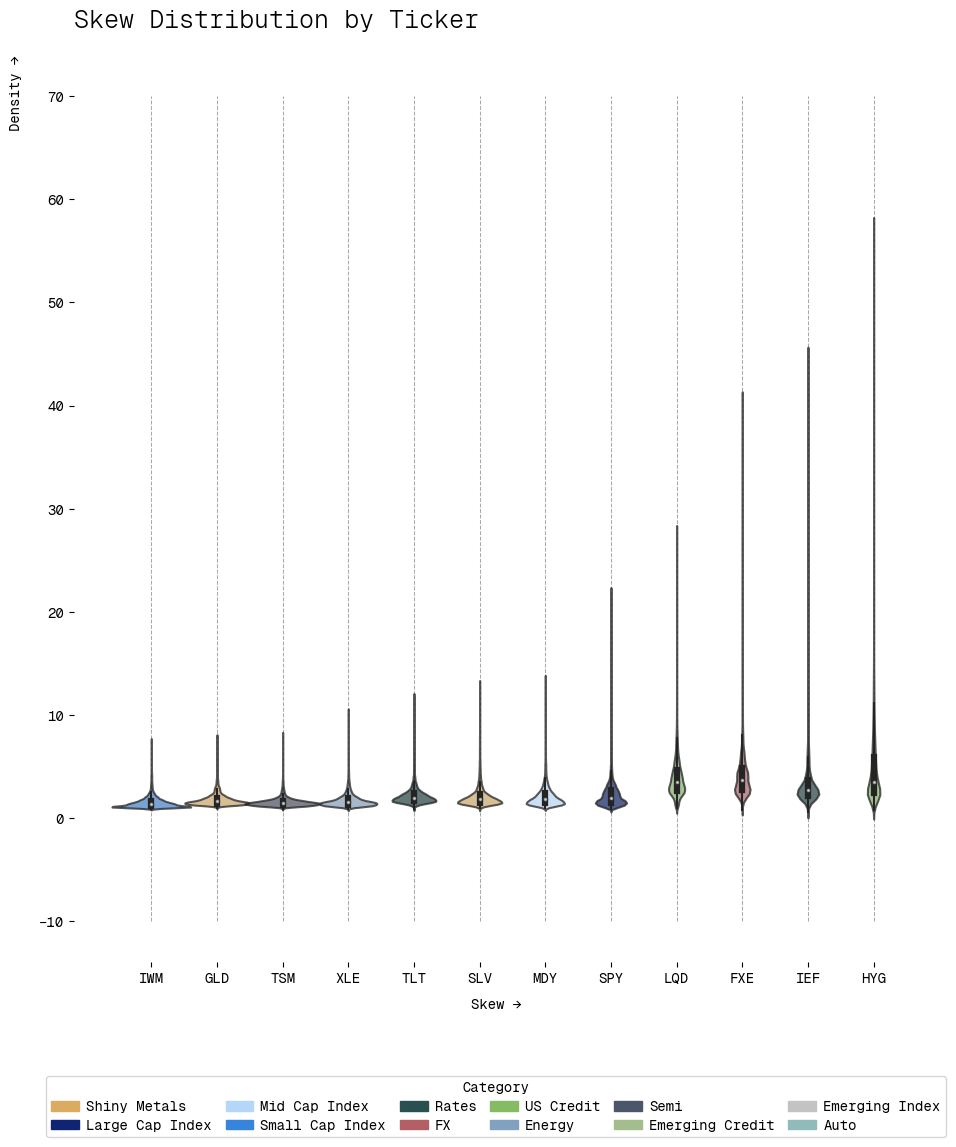 Skew Distribution by Ticker
Density →
70
60
50
40
30
20
10
0
−10
IWM GLD TSM XLE TLT SLV MDY SPY LQD FXE IEF HYG
Skew →
Category
Shiny Metals Mid Cap Index Rates US Credit Semi Emerging Index
Large Cap Index Small Cap Index FX Energy Emerging Credit Auto